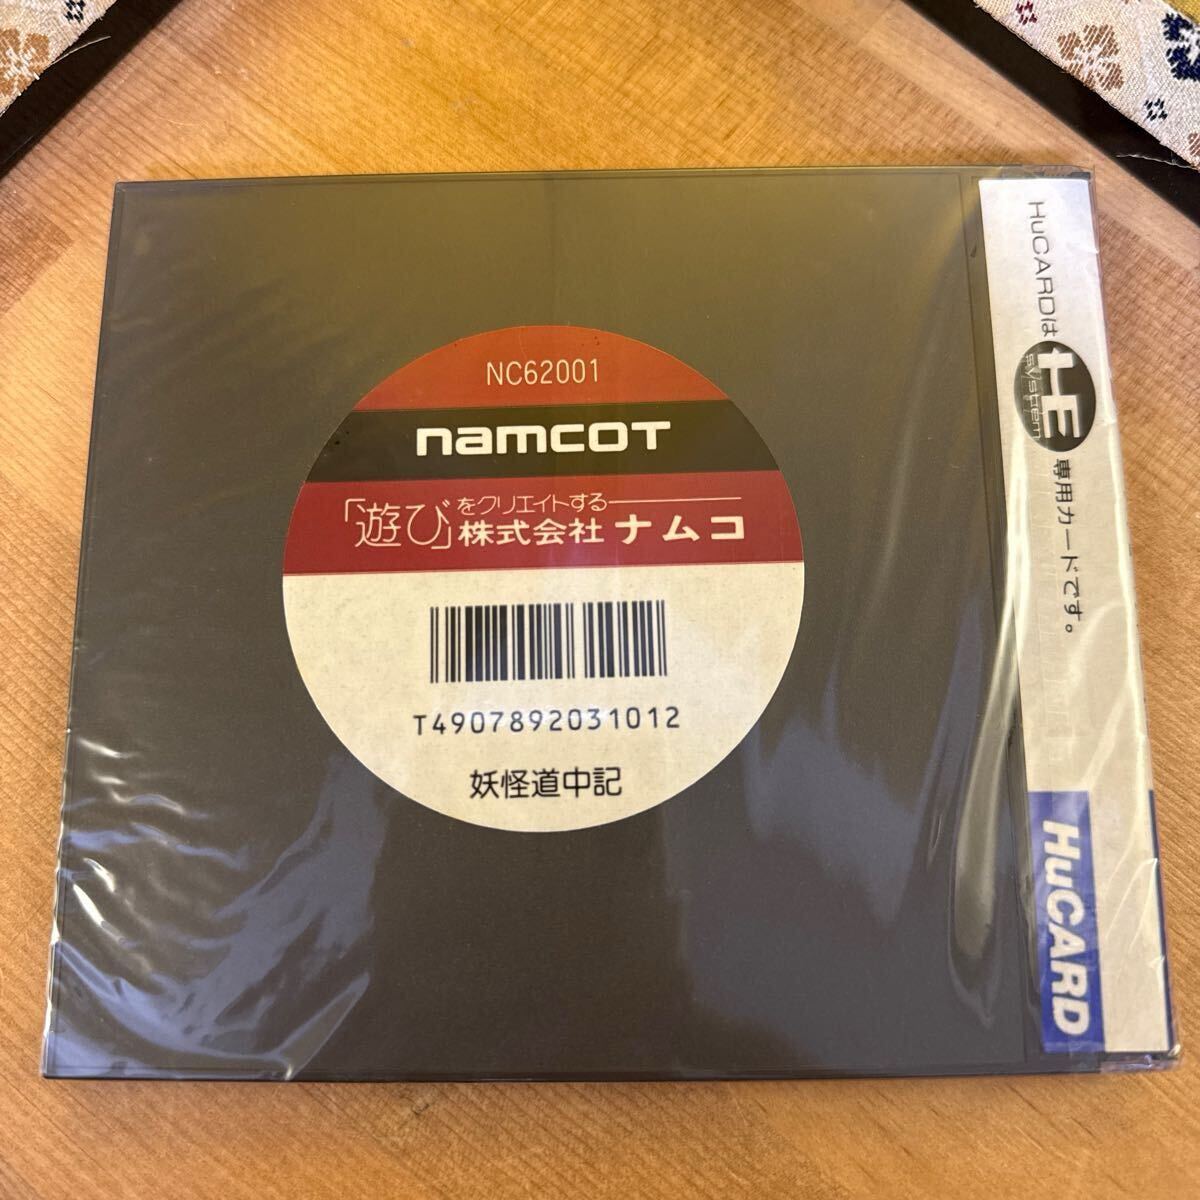 NC62001
namcot
「遊び」をクリエイトする
株式会社ナムコ
T4907892031012
妖怪道中記
HuCARDは
HE
system
専用カードです。
HuCARD